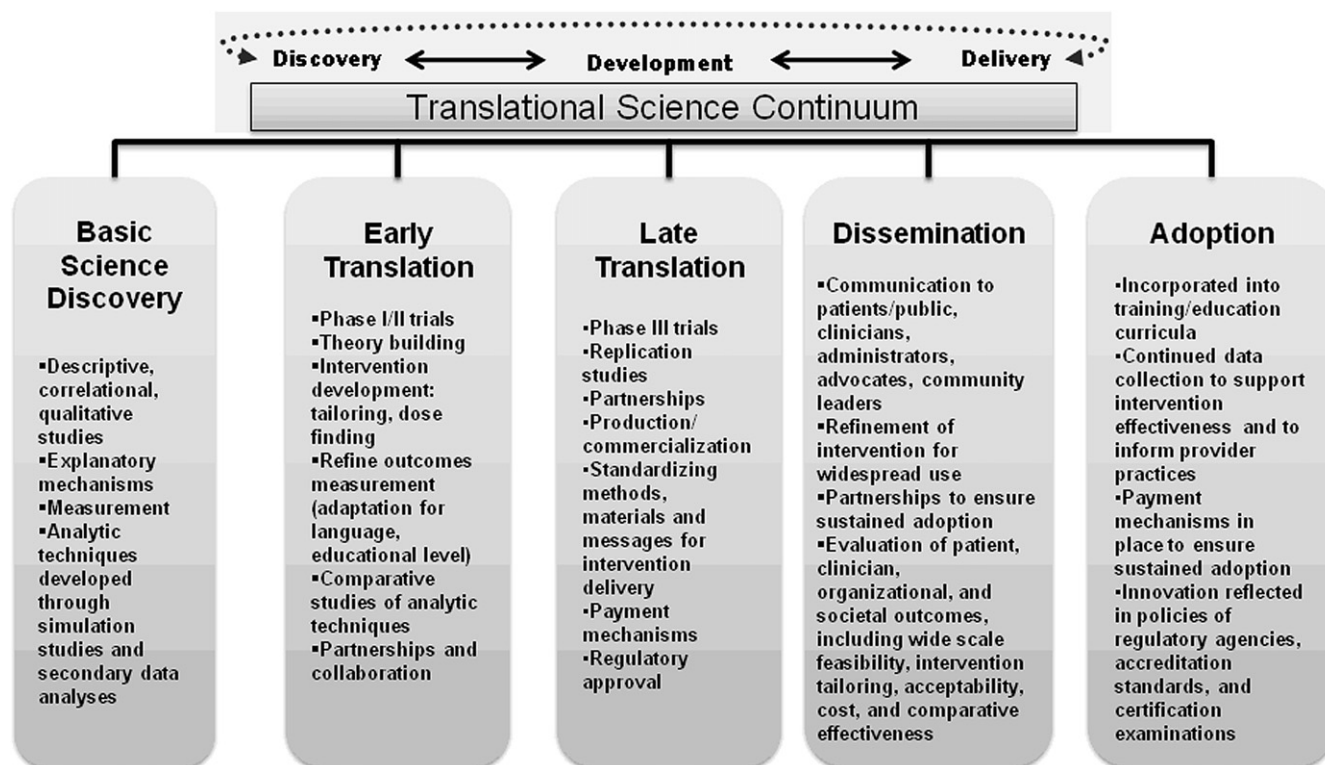 Discovery Development Delivery
Translational Science Continuum
Basic
Science
Discovery
▪Descriptive,
correlational,
qualitative
studies
▪Explanatory
mechanisms
▪Measurement
▪Analytic
techniques
developed
through
simulation
studies and
secondary data
analyses
Early
Translation
▪Phase I/II trials
▪Theory building
▪Intervention
development:
tailoring, dose
finding
▪Refine outcomes
measurement
(adaptation for
language,
educational level)
▪Comparative
studies of analytic
techniques
▪Partnerships and
collaboration
Late
Translation
▪Phase III trials
▪Replication
studies
▪Partnerships
▪Production/
commercialization
▪Standardizing
methods,
materials and
messages for
intervention
delivery
▪Payment
mechanisms
▪Regulatory
approval
Dissemination
▪Communication to
patients/public,
clinicians,
administrators,
advocates, community
leaders
▪Refinement of
intervention for
widespread use
▪Partnerships to ensure
sustained adoption
▪Evaluation of patient,
clinician,
organizational, and
societal outcomes,
including wide scale
feasibility, intervention
tailoring, acceptability,
cost, and comparative
effectiveness
Adoption
▪Incorporated into
training/education
curricula
▪Continued data
collection to support
intervention
effectiveness and to
inform provider
practices
▪Payment
mechanisms in
place to ensure
sustained adoption
▪Innovation reflected
in policies of
regulatory agencies,
accreditation
standards, and
certification
examinations